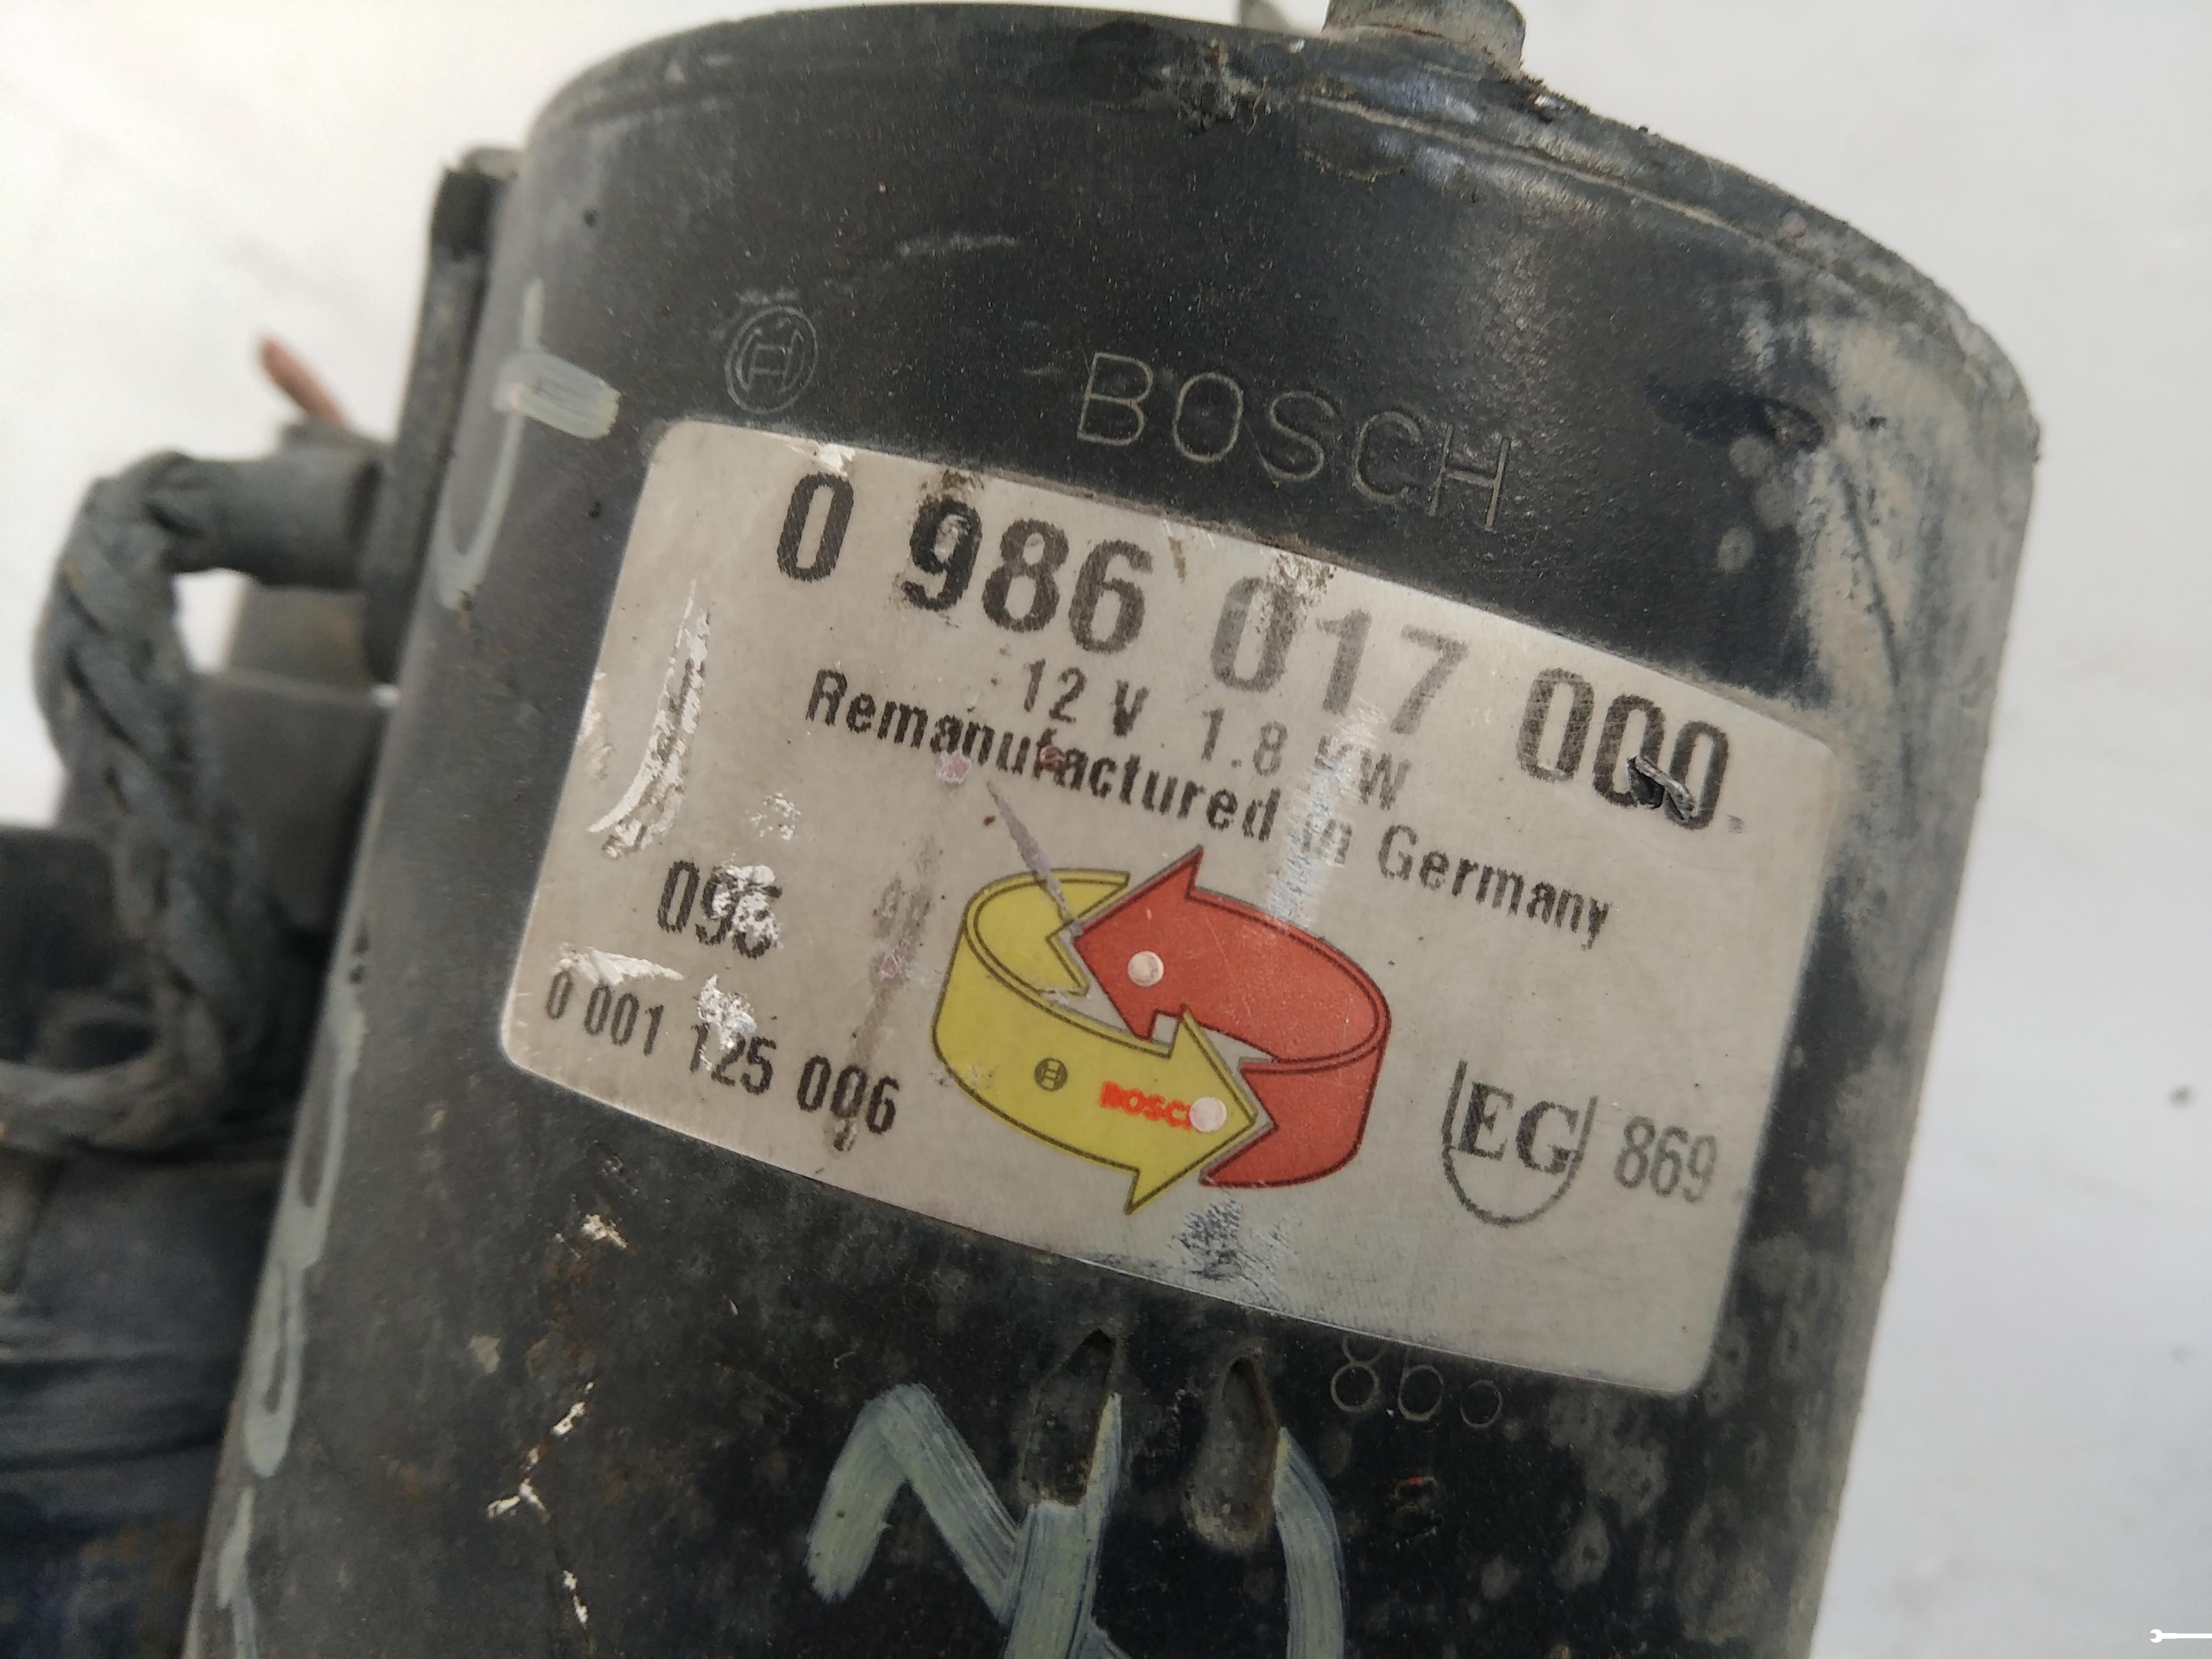 BOSCH
0 986 017 000
12 V 1.8 KW
Remanufactured in Germany
096
0 001 125 006
BOSCH
EG 869